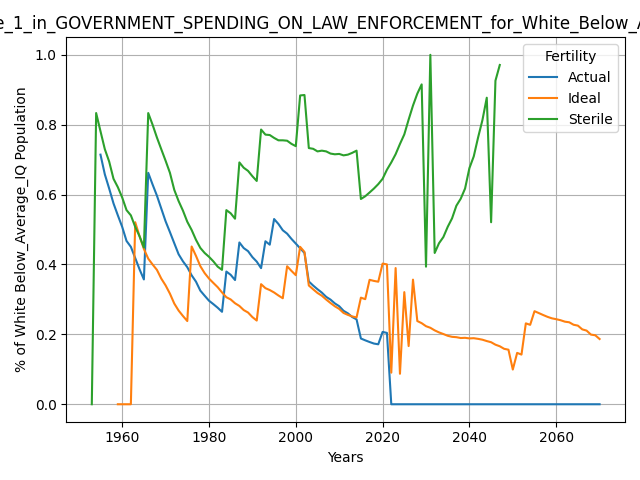 e_1_in_GOVERNMENT_SPENDING_ON_LAW_ENFORCEMENT_for_White_Below_A
Fertility
Actual
Ideal
Sterile
% of White Below_Average_IQ Population
1.0
0.8
0.6
0.4
0.2
0.0
1960
1980
2000
2020
2040
2060
Years